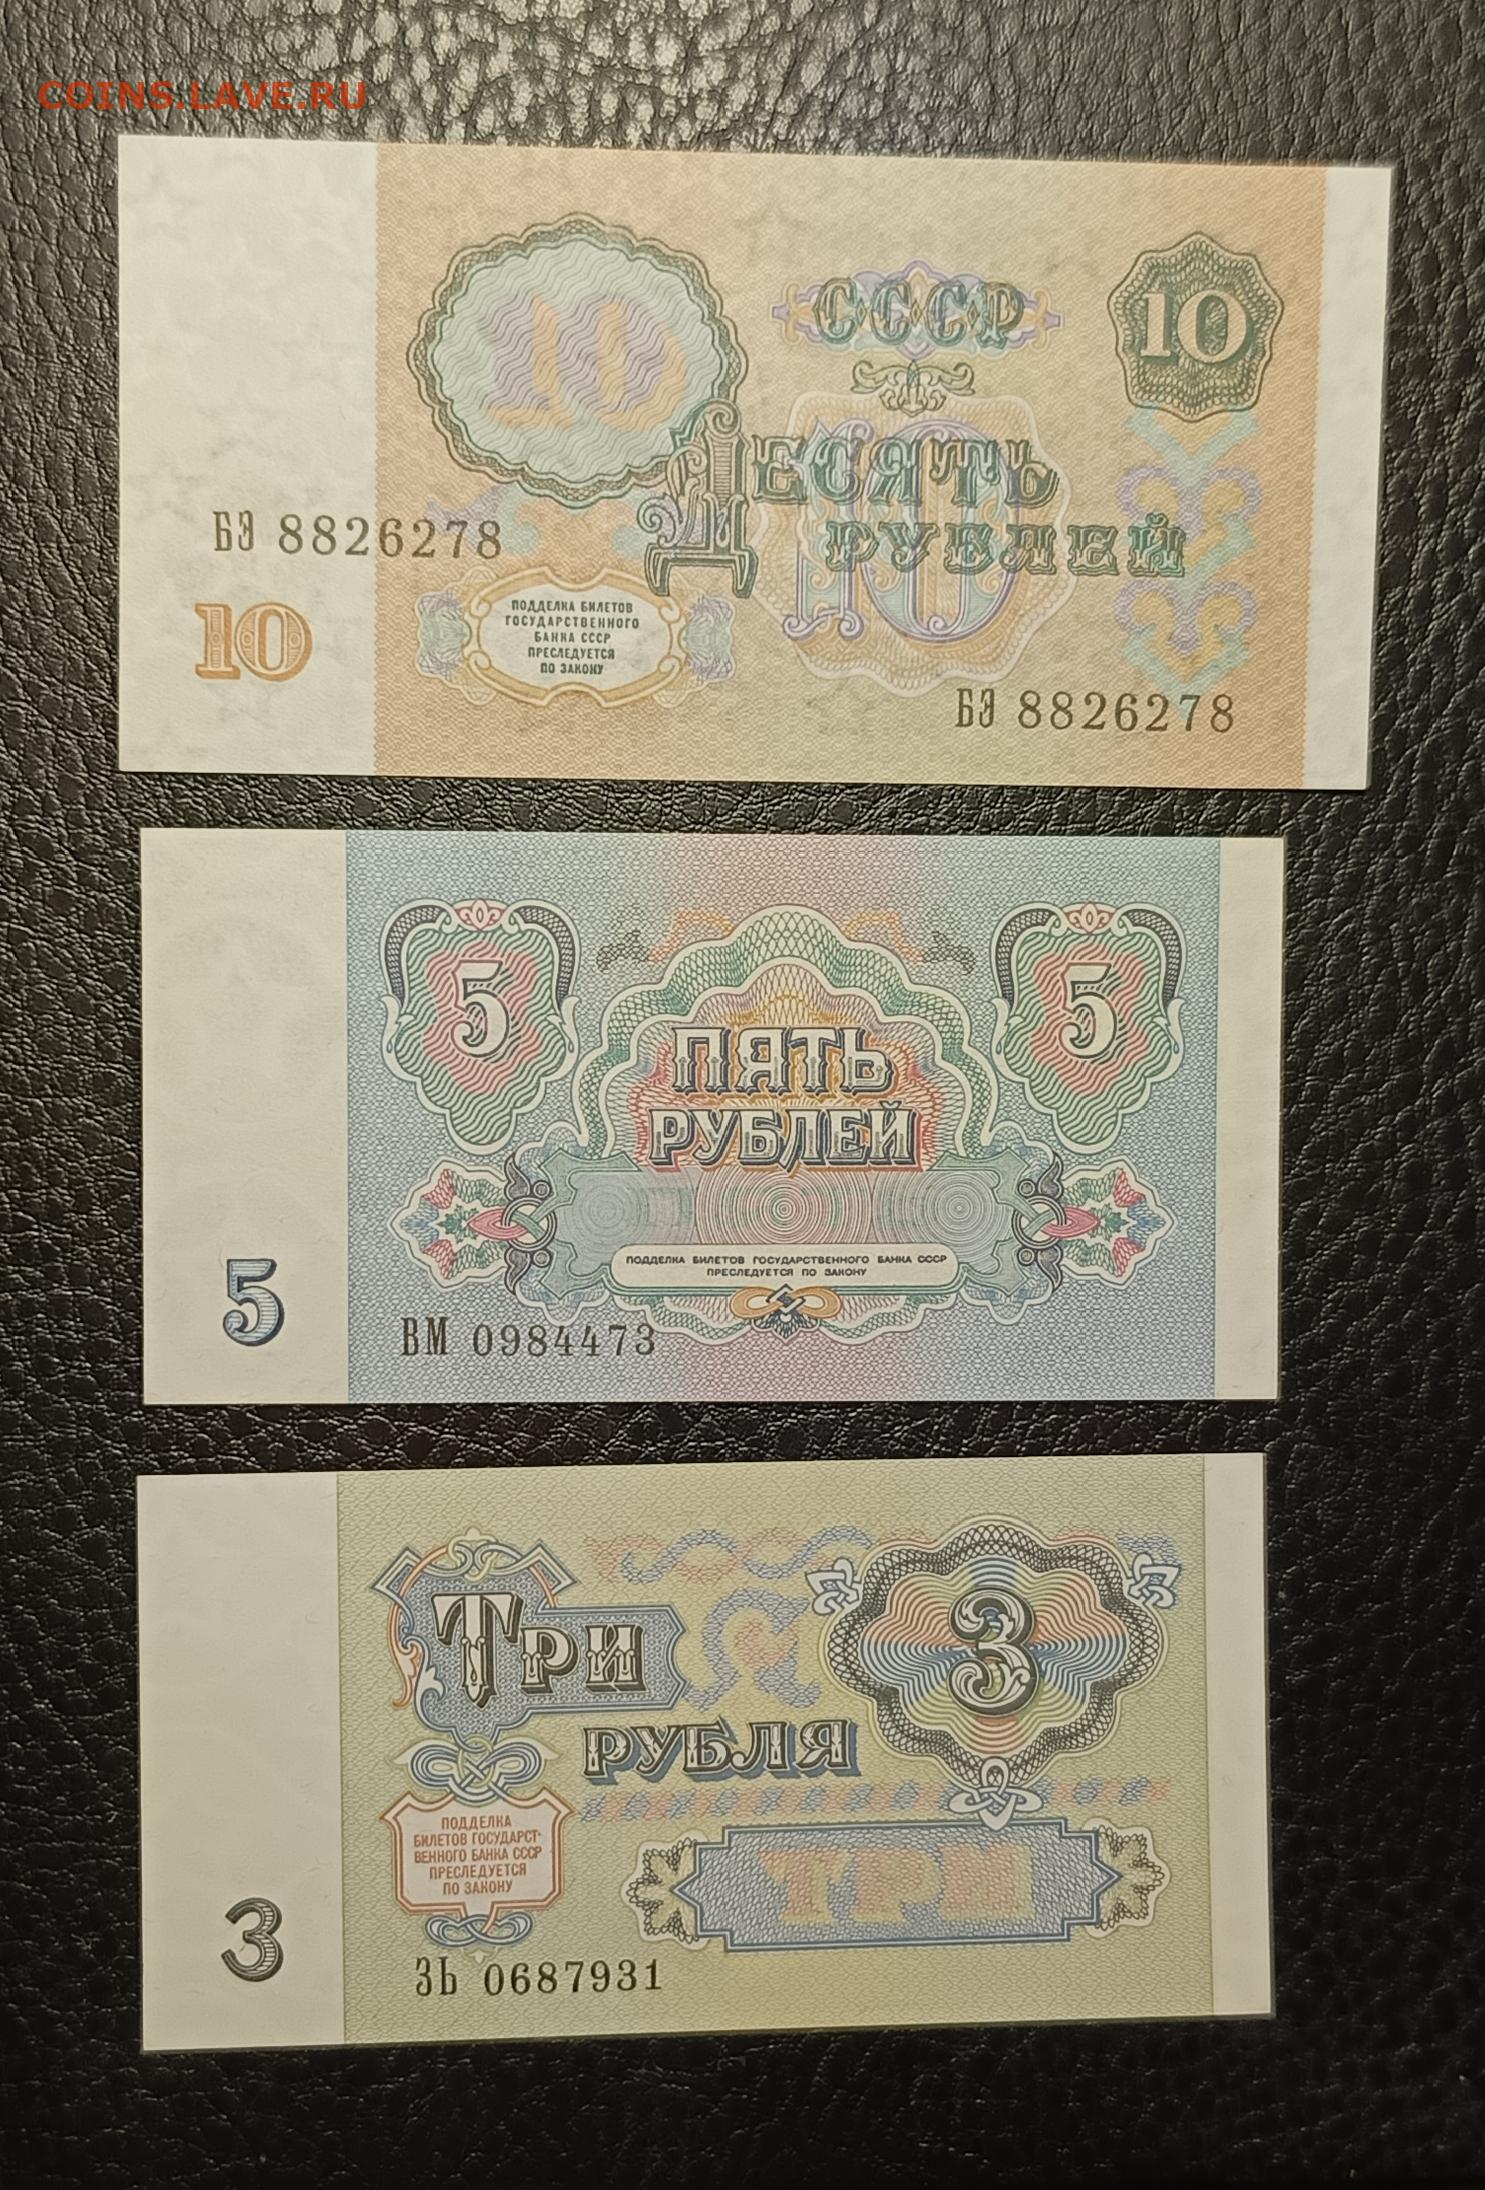 COINS.LAVE.RU
10
СССР
10
Десять
рублей
10
БЭ 8826278
ПОДДЕЛКА БИЛЕТОВ
ГОСУДАРСТВЕННОГО
БАНКА СССР
ПРЕСЛЕДУЕТСЯ
ПО ЗАКОНУ
10
БЭ 8826278
5
5
ПЯТЬ
РУБЛЕЙ
ПОДДЕЛКА БИЛЕТОВ ГОСУДАРСТВЕННОГО БАНКА СССР
ПРЕСЛЕДУЕТСЯ ПО ЗАКОНУ
5
ВМ 0984473
Три
3
рубля
ПОДДЕЛКА
БИЛЕТОВ ГОСУДАРСТ-
ВЕННОГО БАНКА СССР
ПРЕСЛЕДУЕТСЯ
ПО ЗАКОНУ
ТРИ
3
ЗЬ 0687931